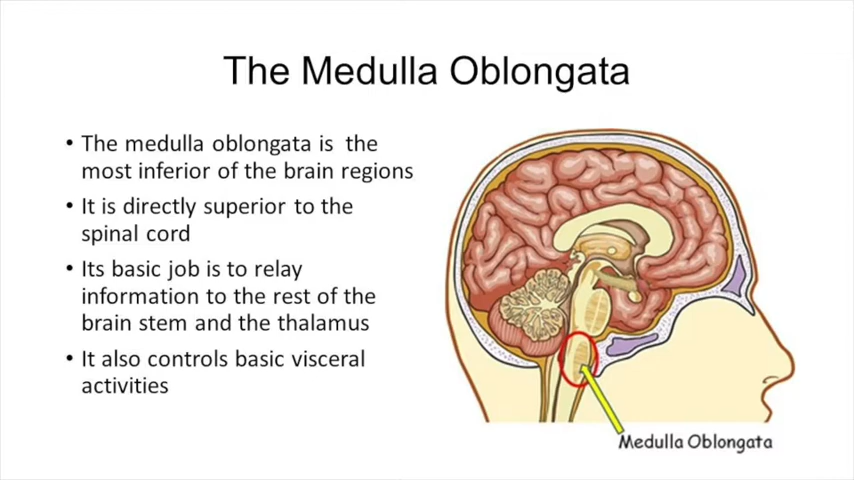 The Medulla Oblongata
• The medulla oblongata is the
most inferior of the brain regions
• It is directly superior to the
spinal cord
• Its basic job is to relay
information to the rest of the
brain stem and the thalamus
• It also controls basic visceral
activities
Medulla Oblongata